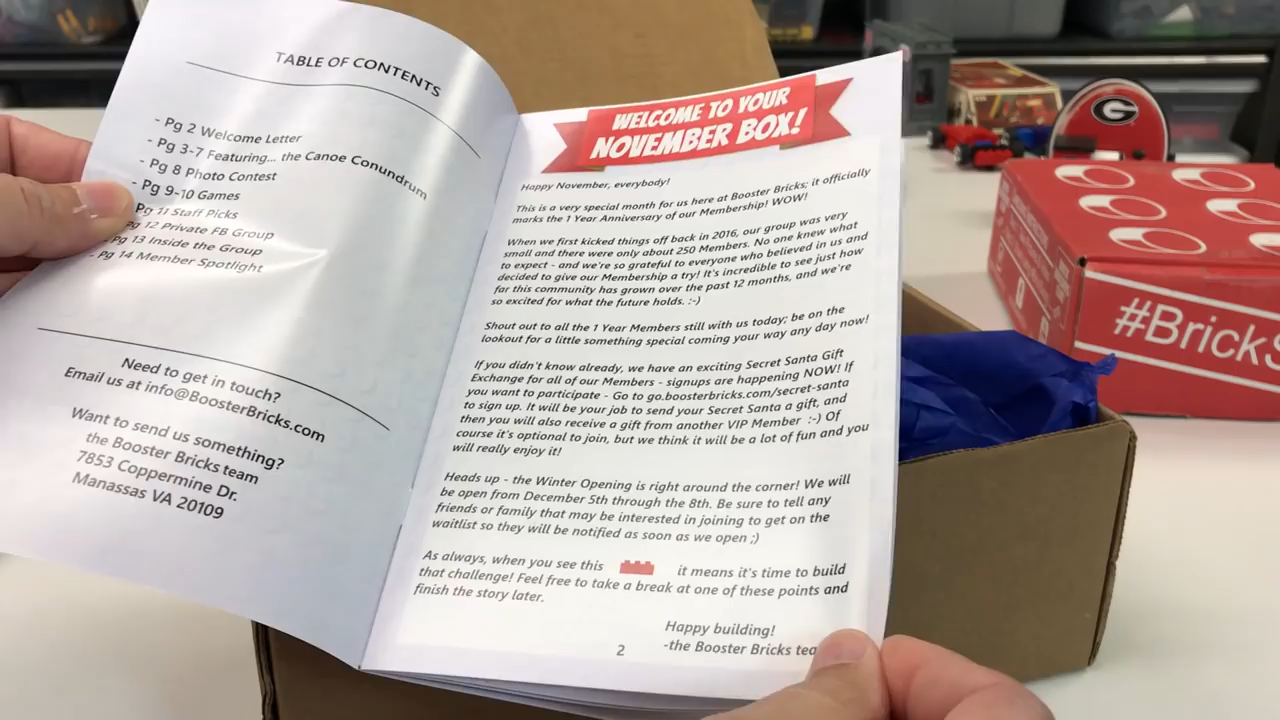 TABLE OF CONTENTS
- Pg 2 Welcome Letter
- Pg 3-7 Featuring... the Canoe Conundrum
- Pg 8 Photo Contest
- Pg 9-10 Games
Pg 11 Staff Picks
Pg 12 Private FB Group
- Pg 13 Inside the Group
- Pg 14 Member Spotlight
Need to get in touch?
Email us at info@BoosterBricks.com
Want to send us something?
the Booster Bricks team
7853 Coppermine Dr.
Manassas VA 20109
WELCOME TO YOUR
NOVEMBER BOX!
Happy November, everybody!
This is a very special month for us here at Booster Bricks; it officially
marks the 1 Year Anniversary of our Membership! WOW!
When we first kicked things off back in 2016, our group was very
small and there were only about 250 Members. No one knew what
to expect - and we're so grateful to everyone who believed in us and
decided to give our Membership a try! It's incredible to see just how
far this community has grown over the past 12 months, and we're
so excited for what the future holds. :-)
Shout out to all the 1 Year Members still with us today; be on the
lookout for a little something special coming your way any day now!
If you didn't know already, we have an exciting Secret Santa Gift
Exchange for all of our Members - signups are happening NOW! If
you want to participate - Go to go.boosterbricks.com/secret-santa
to sign up. It will be your job to send your Secret Santa a gift, and
then you will also receive a gift from another VIP Member :-) Of
course it's optional to join, but we think it will be a lot of fun and you
will really enjoy it!
Heads up - the Winter Opening is right around the corner! We will
be open from December 5th through the 8th. Be sure to tell any
friends or family that may be interested in joining to get on the
waitlist so they will be notified as soon as we open ;)
As always, when you see this it means it's time to build
that challenge! Feel free to take a break at one of these points and
finish the story later.
Happy building!
-the Booster Bricks tea
2
G
#BrickS